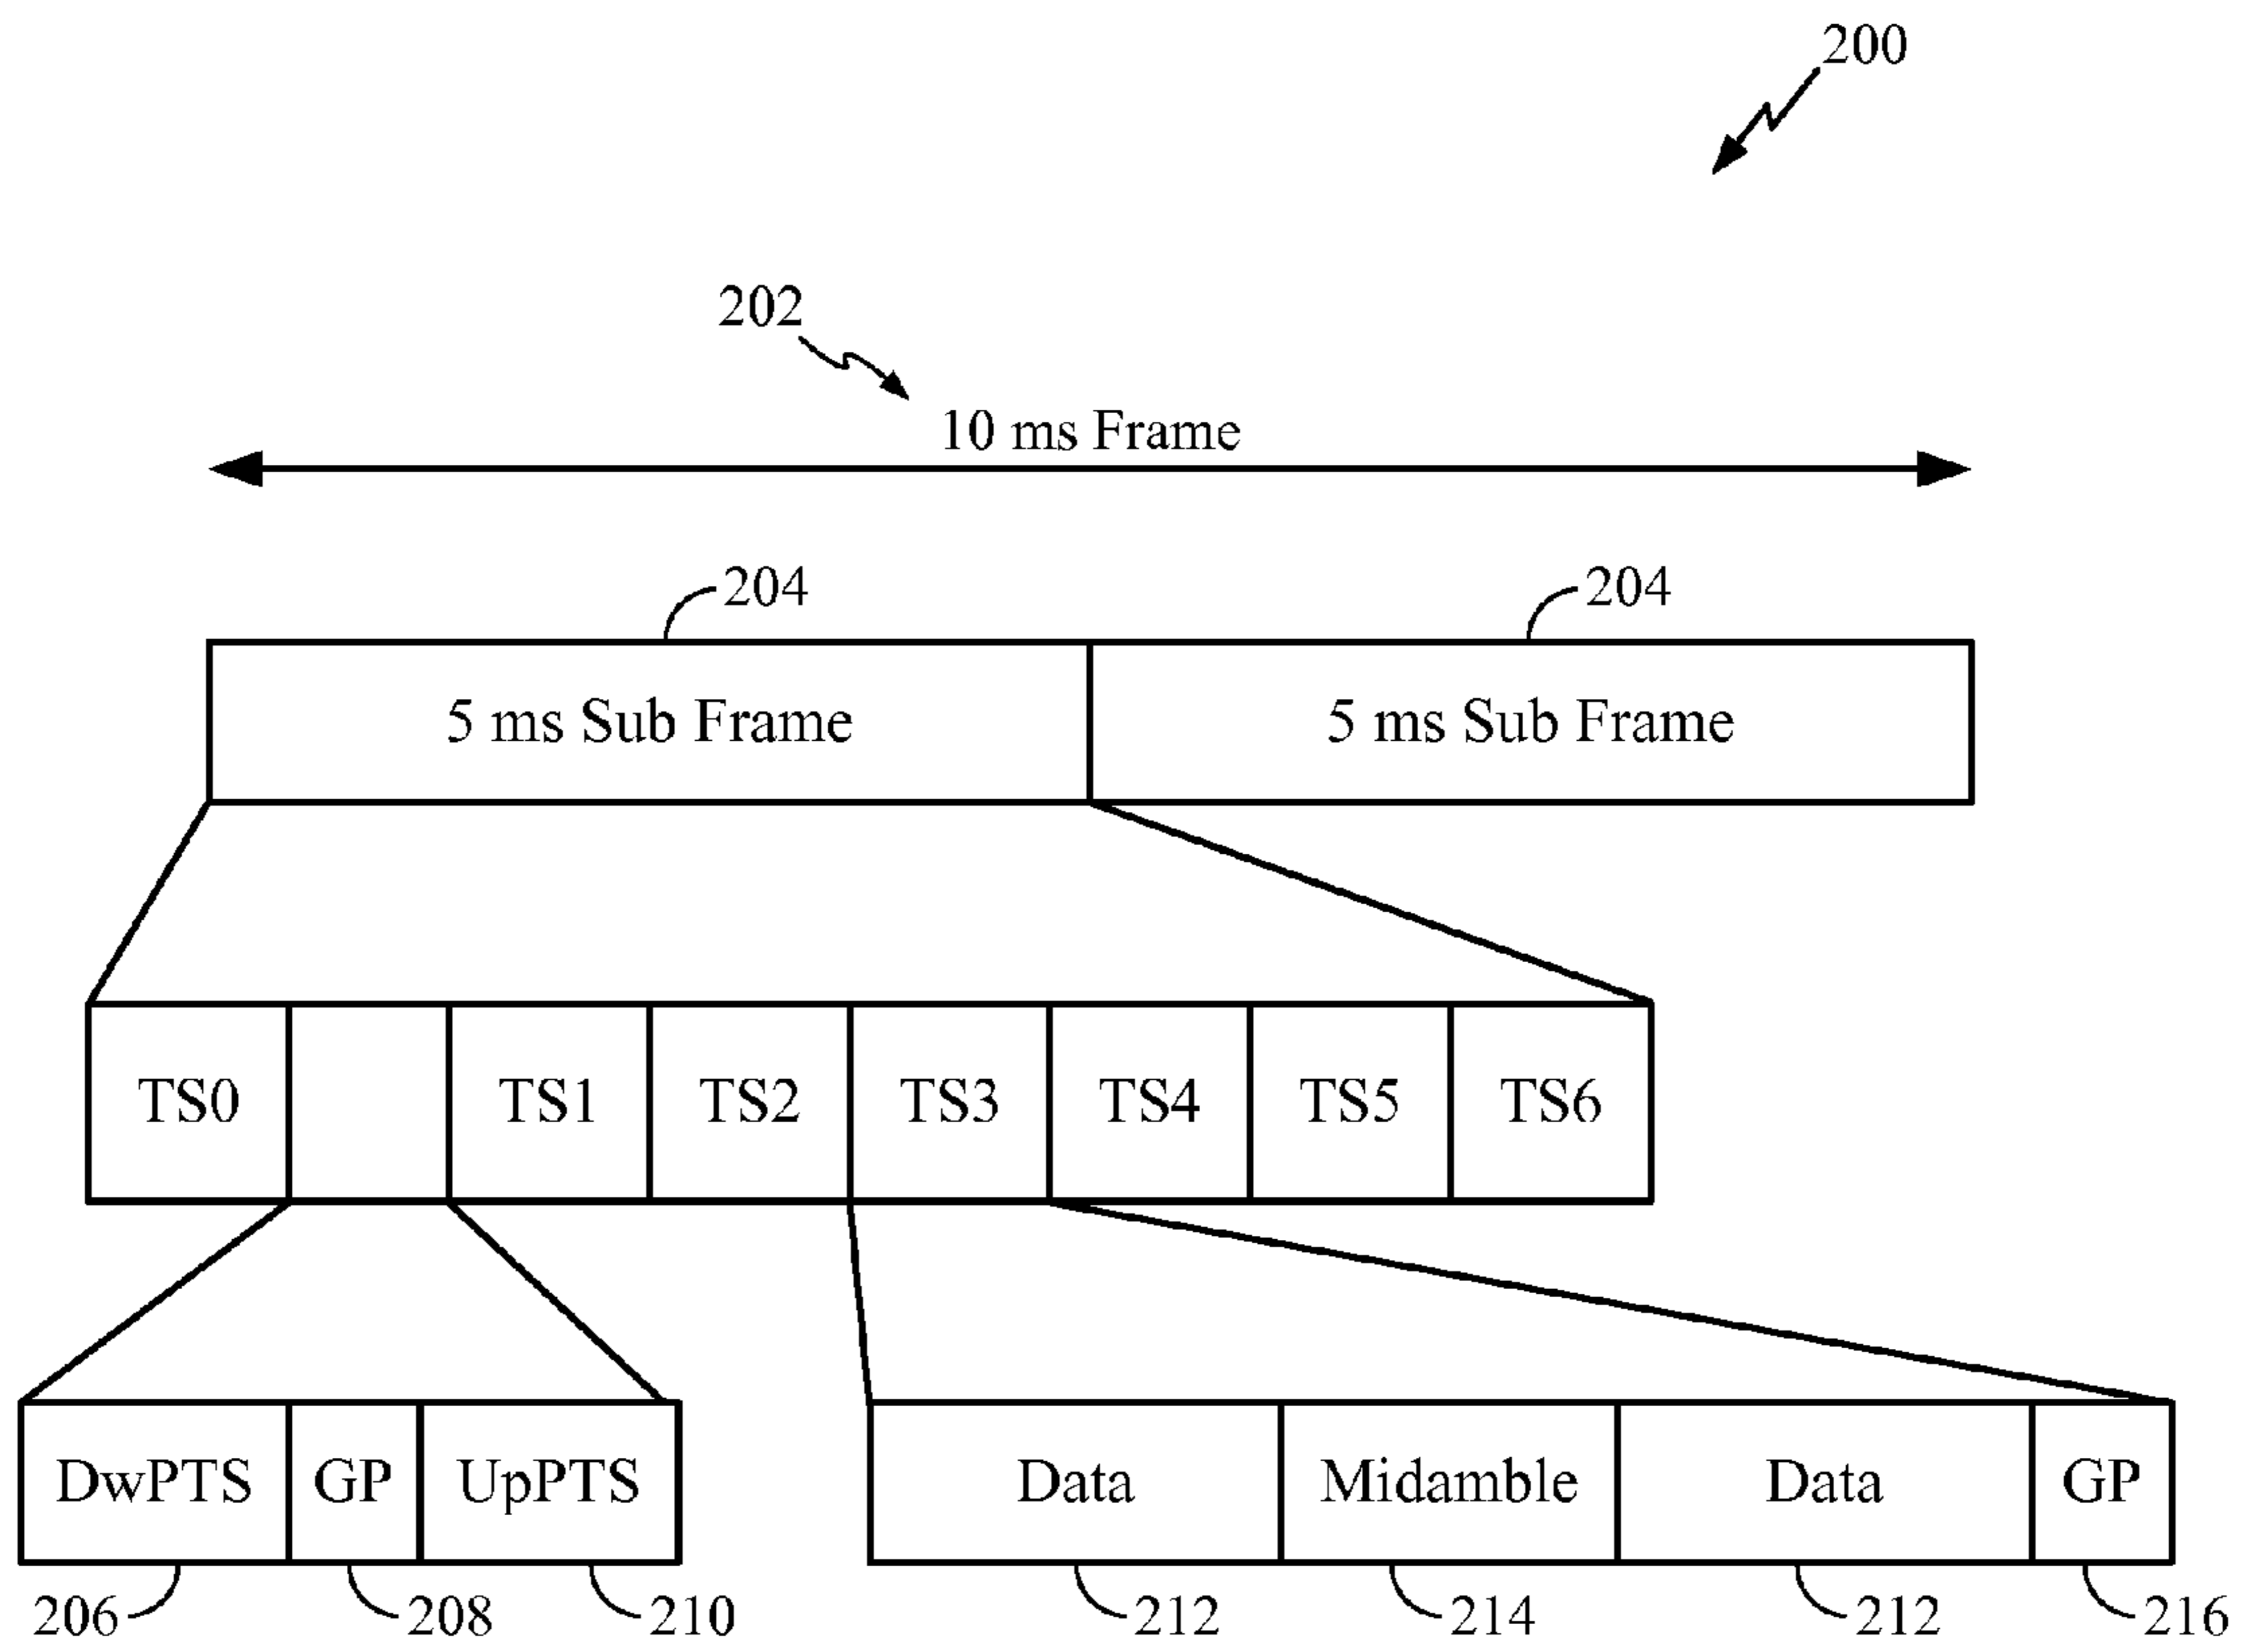 200
202
10 ms Frame
204 204
5 ms Sub Frame 5 ms Sub Frame
TS0 TS1 TS2 TS3 TS4 TS5 TS6
DwPTS GP UpPTS Data Midamble Data GP
206 208 210 212 214 212 216